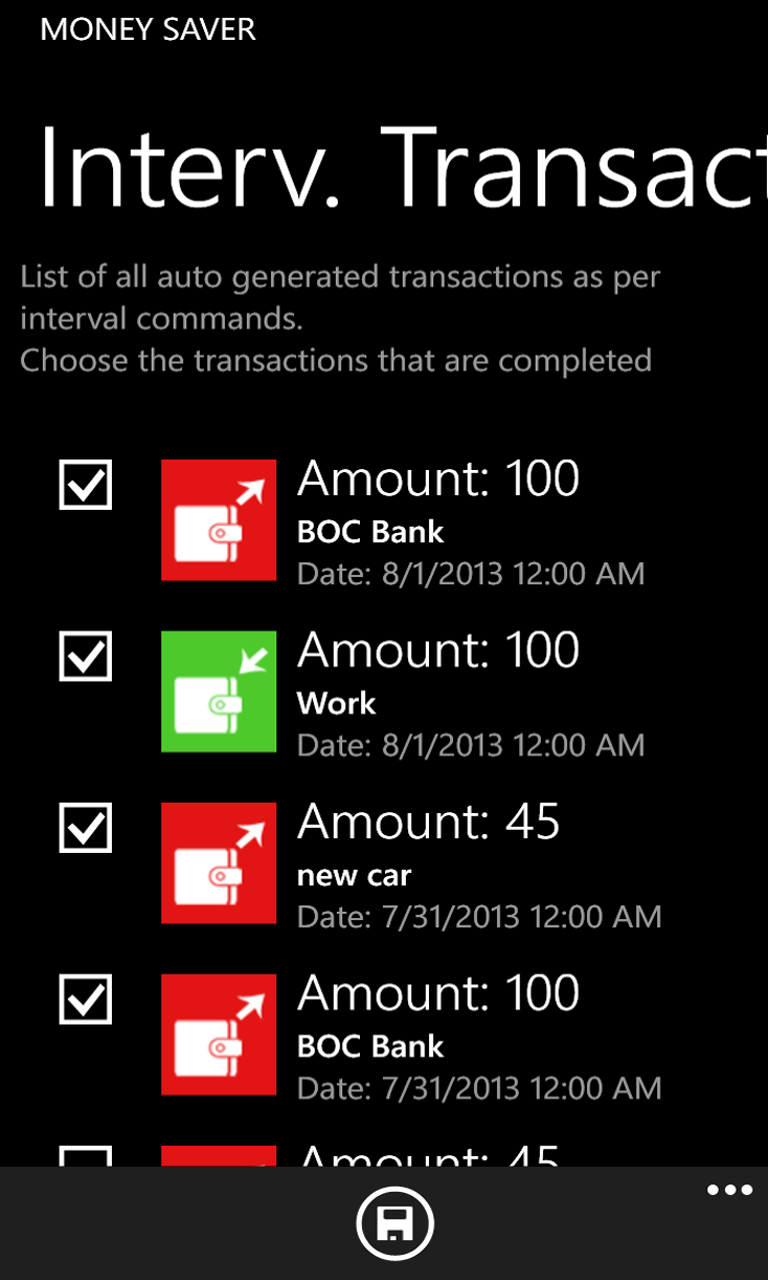 MONEY SAVER
Interv. Transact
List of all auto generated transactions as per
interval commands.
Choose the transactions that are completed
Amount: 100
BOC Bank
Date: 8/1/2013 12:00 AM
Amount: 100
Work
Date: 8/1/2013 12:00 AM
Amount: 45
new car
Date: 7/31/2013 12:00 AM
Amount: 100
BOC Bank
Date: 7/31/2013 12:00 AM
Amount: 45